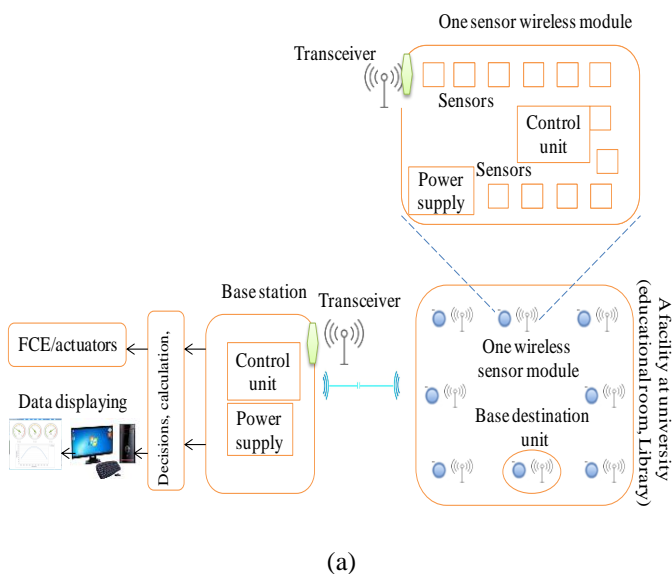 One sensor wireless module
Transceiver
Sensors
Control
unit
Sensors
Power
supply
Base station
Transceiver
FCE/actuators
Decisions, calculation,
Control
unit
Data displaying
Power
supply
One wireless
sensor module
Base destination
unit
A facility at university
(educational room, Library)
(a)